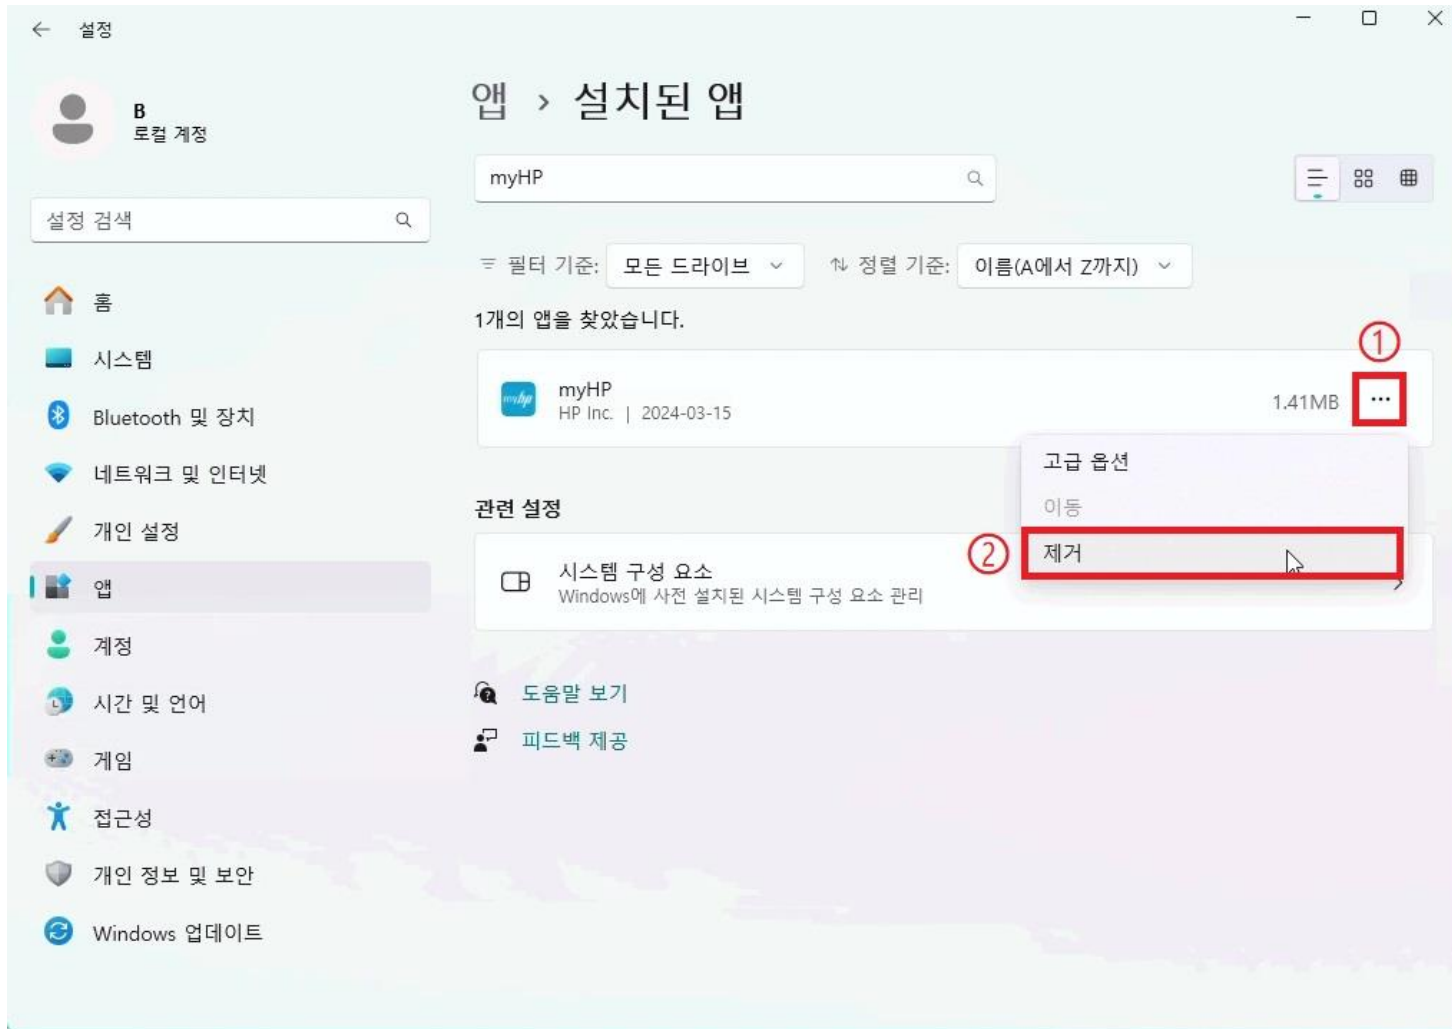 설정
B
로컬 계정
설정 검색
홈
시스템
Bluetooth 및 장치
네트워크 및 인터넷
개인 설정
앱
계정
시간 및 언어
게임
접근성
개인 정보 및 보안
Windows 업데이트
앱 › 설치된 앱
myHP
필터 기준: 모든 드라이브 정렬 기준: 이름(A에서 Z까지)
1개의 앱을 찾았습니다.
①
myhp
myHP
HP Inc. | 2024-03-15
1.41MB ···
고급 옵션
이동
② 제거
관련 설정
시스템 구성 요소
Windows에 사전 설치된 시스템 구성 요소 관리
도움말 보기
피드백 제공